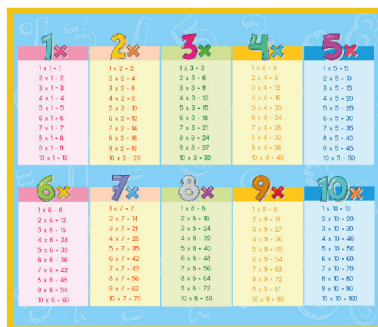 1x
1 x 1 = 1
2 x 1 = 2
3 x 1 = 3
4 x 1 = 4
5 x 1 = 5
6 x 1 = 6
7 x 1 = 7
8 x 1 = 8
9 x 1 = 9
10 x 1 = 10
2x
1 x 2 = 2
2 x 2 = 4
3 x 2 = 6
4 x 2 = 8
5 x 2 = 10
6 x 2 = 12
7 x 2 = 14
8 x 2 = 16
9 x 2 = 18
10 x 2 = 20
3x
1 x 3 = 3
2 x 3 = 6
3 x 3 = 9
4 x 3 = 12
5 x 3 = 15
6 x 3 = 18
7 x 3 = 21
8 x 3 = 24
9 x 3 = 27
10 x 3 = 30
4x
1 x 4 = 4
2 x 4 = 8
3 x 4 = 12
4 x 4 = 16
5 x 4 = 20
6 x 4 = 24
7 x 4 = 28
8 x 4 = 32
9 x 4 = 36
10 x 4 = 40
5x
1 x 5 = 5
2 x 5 = 10
3 x 5 = 15
4 x 5 = 20
5 x 5 = 25
6 x 5 = 30
7 x 5 = 35
8 x 5 = 40
9 x 5 = 45
10 x 5 = 50
6x
1 x 6 = 6
2 x 6 = 12
3 x 6 = 18
4 x 6 = 24
5 x 6 = 30
6 x 6 = 36
7 x 6 = 42
8 x 6 = 48
9 x 6 = 54
10 x 6 = 60
7x
1 x 7 = 7
2 x 7 = 14
3 x 7 = 21
4 x 7 = 28
5 x 7 = 35
6 x 7 = 42
7 x 7 = 49
8 x 7 = 56
9 x 7 = 63
10 x 7 = 70
8x
1 x 8 = 8
2 x 8 = 16
3 x 8 = 24
4 x 8 = 32
5 x 8 = 40
6 x 8 = 48
7 x 8 = 56
8 x 8 = 64
9 x 8 = 72
10 x 8 = 80
9x
1 x 9 = 9
2 x 9 = 18
3 x 9 = 27
4 x 9 = 36
5 x 9 = 45
6 x 9 = 54
7 x 9 = 63
8 x 9 = 72
9 x 9 = 81
10 x 9 = 90
10x
1 x 10 = 10
2 x 10 = 20
3 x 10 = 30
4 x 10 = 40
5 x 10 = 50
6 x 10 = 60
7 x 10 = 70
8 x 10 = 80
9 x 10 = 90
10 x 10 = 100